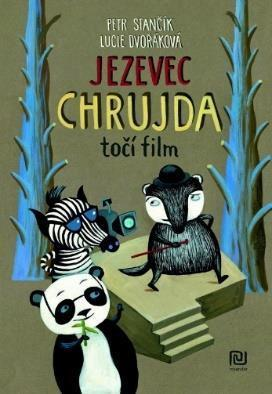 PETR STANČÍK
LUCIE DVOŘÁKOVÁ
JEZEVEC
CHRUJDA
točí film